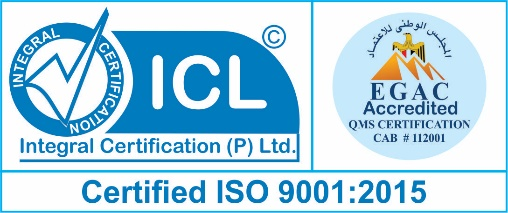 INTEGRAL CERTIFICATION
ICL
©
Integral Certification (P) Ltd.
المجلس الوطنى للاعتماد
EGAC
Accredited
QMS CERTIFICATION
CAB # 112001
Certified ISO 9001:2015